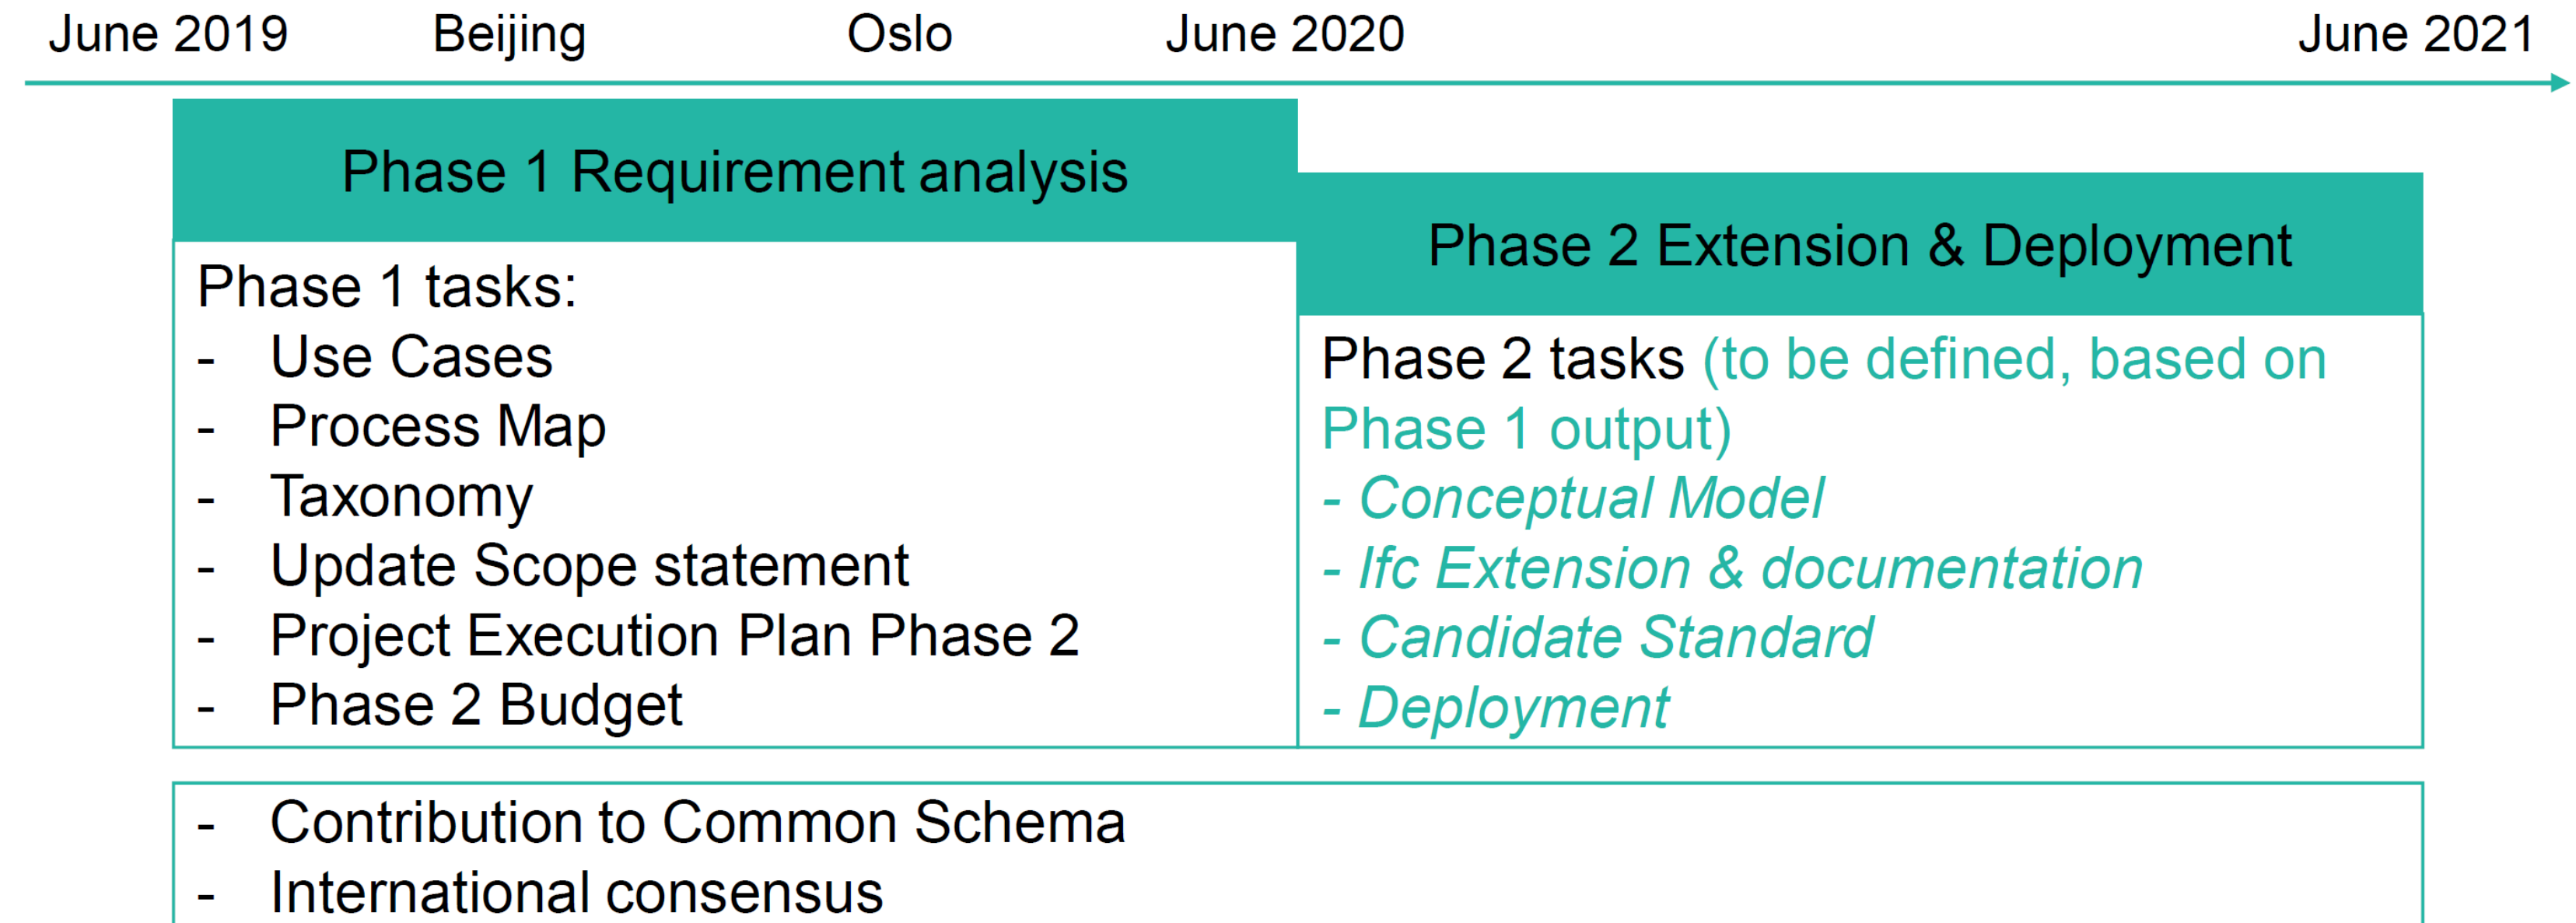 June 2019 Beijing Oslo June 2020 June 2021
Phase 1 Requirement analysis
Phase 1 tasks:
- Use Cases
- Process Map
- Taxonomy
- Update Scope statement
- Project Execution Plan Phase 2
- Phase 2 Budget
Phase 2 Extension & Deployment
Phase 2 tasks (to be defined, based on
Phase 1 output)
- Conceptual Model
- Ifc Extension & documentation
- Candidate Standard
- Deployment
- Contribution to Common Schema
- International consensus